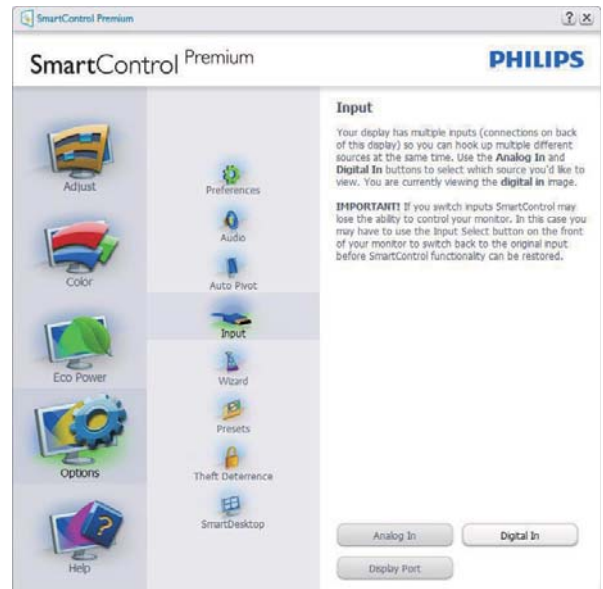 SmartControl Premium
SmartControl Premium
PHILIPS
Adjust
Color
Eco Power
Options
Help
Preferences
Audio
Auto Pivot
Input
Wizard
Presets
Theft Deterrence
SmartDesktop
Input
Your display has multiple inputs (connections on back
of this display) so you can hook up multiple different
sources at the same time. Use the Analog In and
Digital In buttons to select which source you'd like to
view. You are currently viewing the digital in image.
IMPORTANT! If you switch inputs SmartControl may
lose the ability to control your monitor. In this case you
may have to use the Input Select button on the front
of your monitor to switch back to the original input
before SmartControl functionality can be restored.
Analog In
Digital In
Display Port